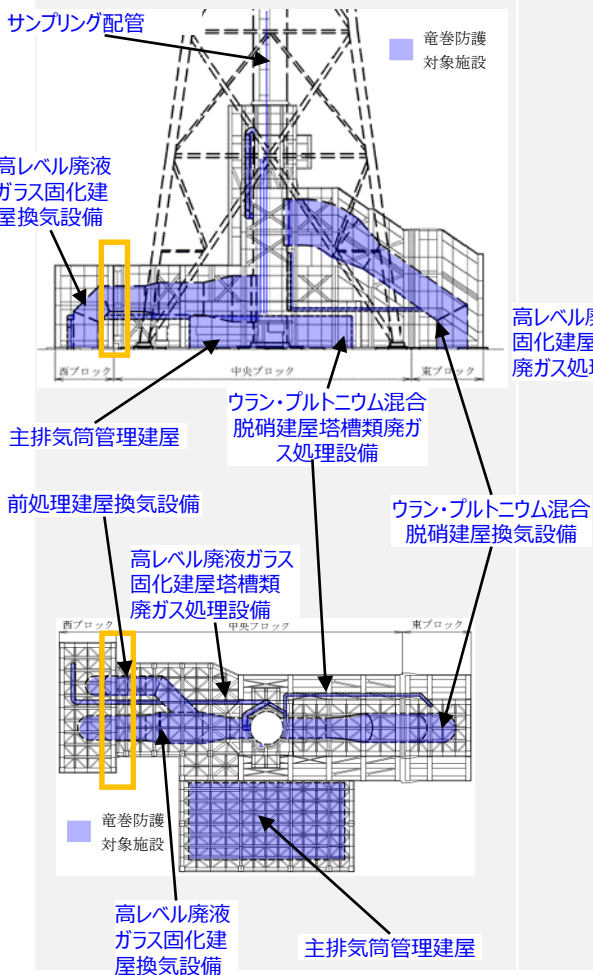 サンプリング配管
竜巻防護
対象施設
高レベル廃液
ガラス固化建
屋換気設備
西ブロック
中央ブロック
東ブロック
高レベル廃
固化建屋
廃ガス処理
主排気筒管理建屋
ウラン・プルトニウム混合
脱硝建屋塔槽類廃ガ
ス処理設備
前処理建屋換気設備
ウラン・プルトニウム混合
脱硝建屋換気設備
高レベル廃液ガラス
固化建屋塔槽類
廃ガス処理設備
西ブロック
中央ブロック
東ブロック
竜巻防護
対象施設
高レベル廃液
ガラス固化建
屋換気設備
主排気筒管理建屋